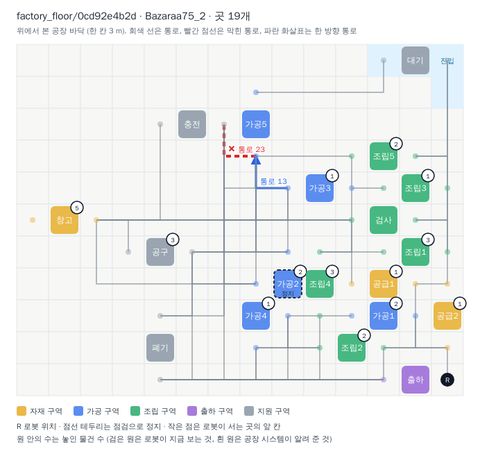 factory_floor/0cd92e4b2d · Bazaraa75_2 · 곳 19개
위에서 본 공장 바닥 (한 칸 3 m). 회색 선은 통로, 빨간 점선은 막힌 통로, 파란 화살표는 한 방향 통로
대기
진입
충전
가공5
✕ 통로 23
조립5
2
통로 13
가공3
1
조립3
1
창고
5
검사
공구
3
조립1
3
가공2
2
정지
조립4
3
공급1
1
가공4
1
가공1
2
공급2
1
폐기
조립2
2
출하
R
자재 구역
가공 구역
조립 구역
출하 구역
지원 구역
R 로봇 위치 · 점선 테두리는 점검으로 정지 · 작은 점은 로봇이 서는 곳의 앞 칸
원 안의 수는 놓인 물건 수 (검은 원은 로봇이 지금 보는 것, 흰 원은 공장 시스템이 알려 준 것)